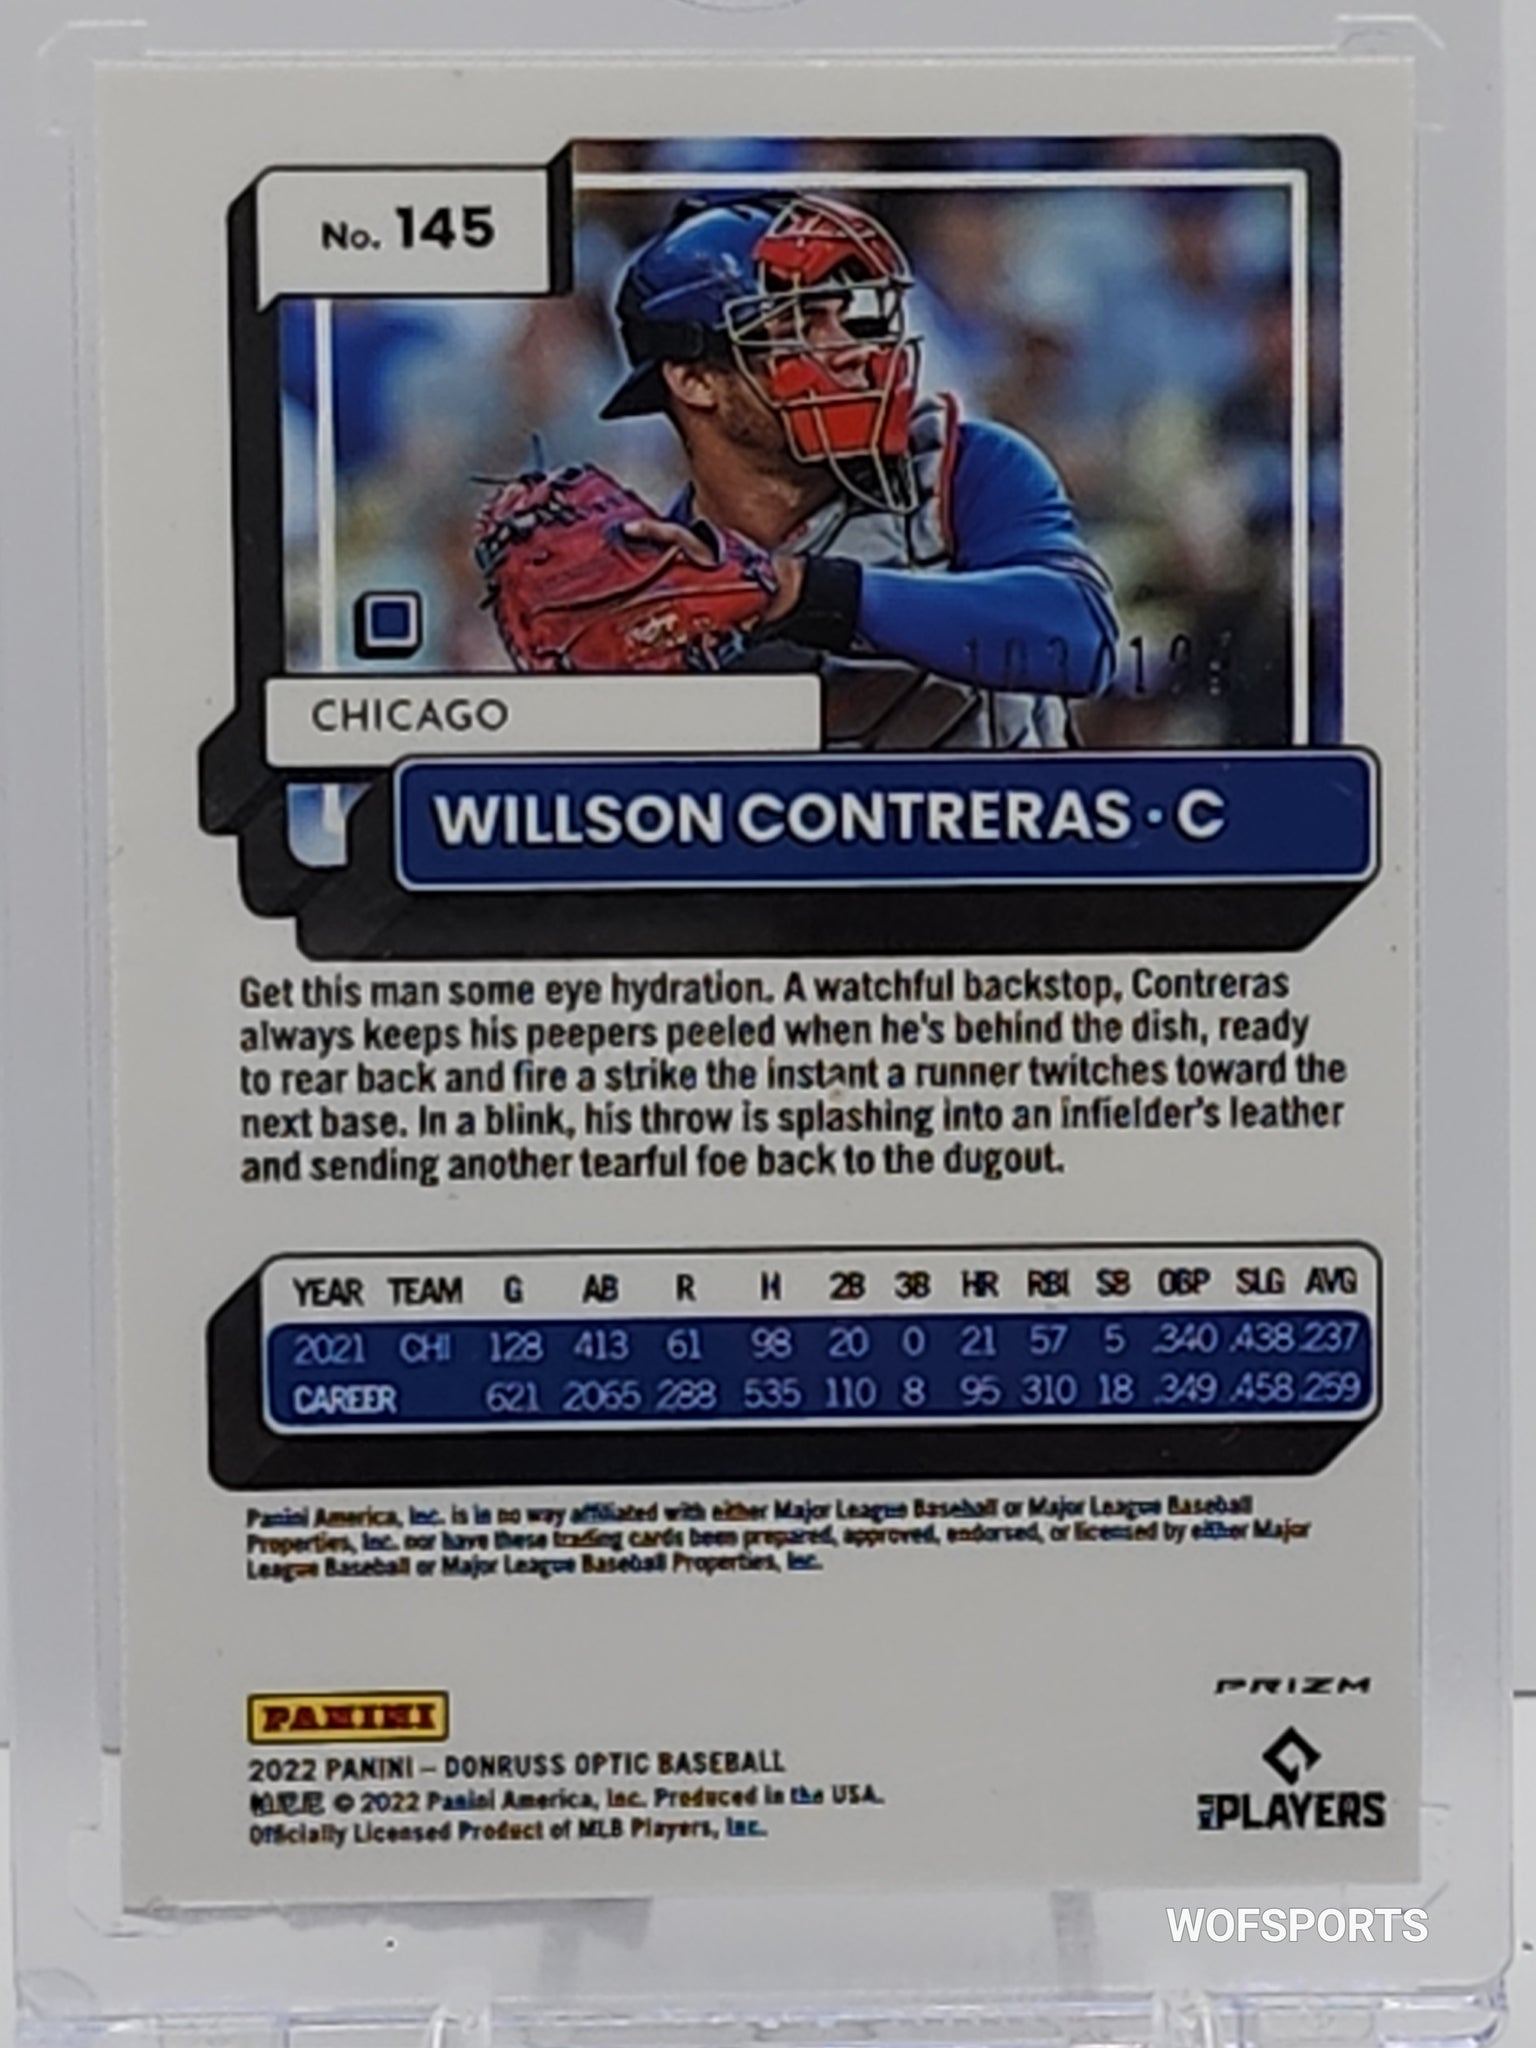 No. 145
CHICAGO
WILLSON CONTRERAS · C
Get this man some eye hydration. A watchful backstop, Contreras
always keeps his peepers peeled when he's behind the dish, ready
to rear back and fire a strike the instant a runner twitches toward the
next base. In a blink, his throw is splashing into an infielder's leather
and sending another tearful foe back to the dugout.
YEAR TEAM G AB R H 2B 3B HR RBI SB OBP SLG AVG
2021 CHI 128 413 61 98 20 0 21 57 5 .340 .438 .237
CAREER 621 2065 288 535 110 8 95 310 18 .349 .458 .259
Panini America, Inc. is in no way affiliated with either Major League Baseball or Major League Baseball
Properties, Inc. nor have these trading cards been prepared, approved, endorsed, or licensed by either Major
League Baseball or Major League Baseball Properties, Inc.
PRIZM
PANINI
2022 PANINI – DONRUSS OPTIC BASEBALL
帕尼尼 © 2022 Panini America, Inc. Produced in the USA.
Officially Licensed Product of MLB Players, Inc.
MLB PLAYERS
WOFSPORTS